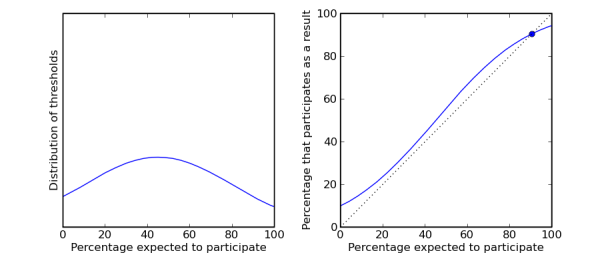 Distribution of thresholds
0 20 40 60 80 100
Percentage expected to participate
Percentage that participates as a result
100
80
60
40
20
0
0 20 40 60 80 100
Percentage expected to participate